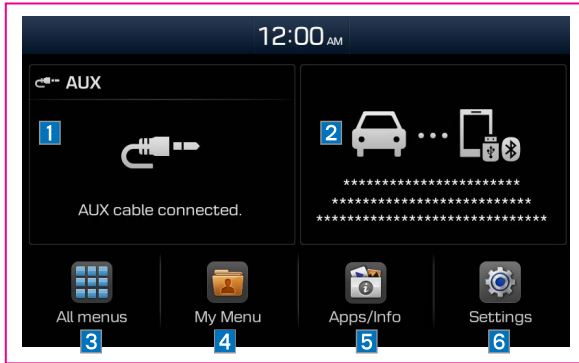 12:00 AM
AUX
1
2
AUX cable connected.
***********************
**************************
******************************
All menus
My Menu
Apps/Info
Settings
3
4
5
6